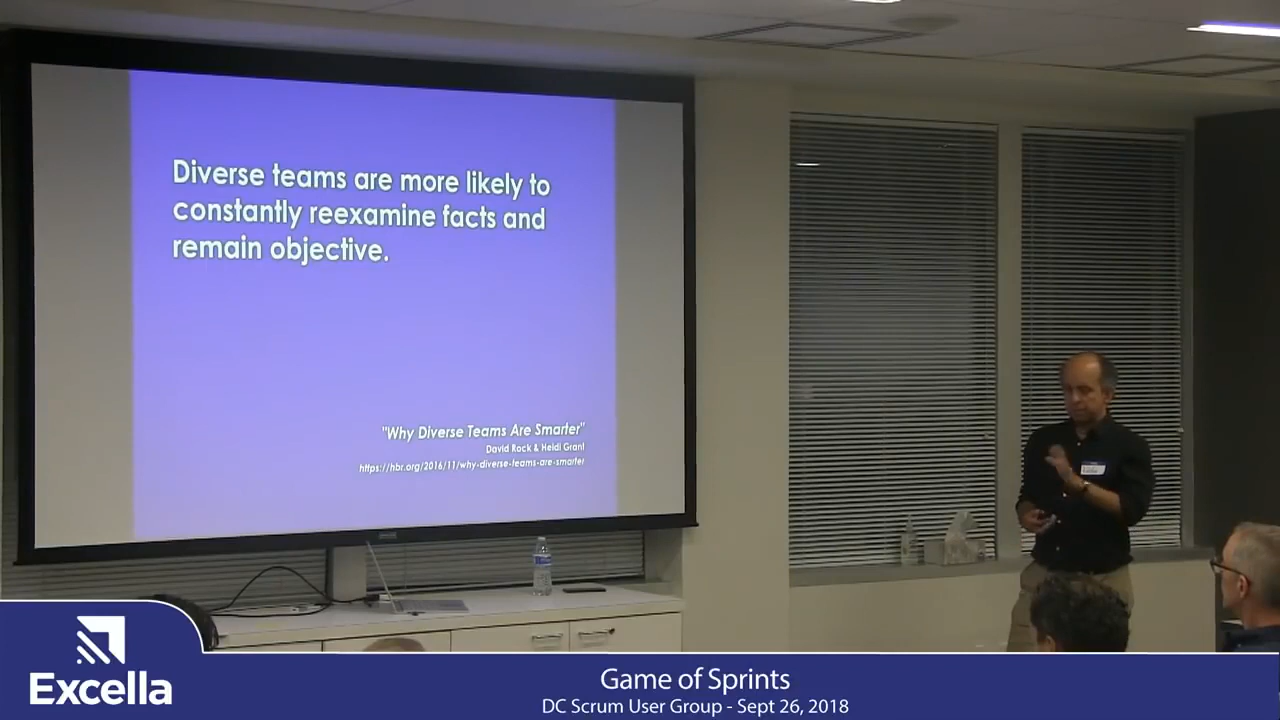 Diverse teams are more likely to
constantly reexamine facts and
remain objective.
"Why Diverse Teams Are Smarter"
David Rock & Heidi Grant
https://hbr.org/2016/11/why-diverse-teams-are-smarter
Excella
Game of Sprints
DC Scrum User Group - Sept 26, 2018